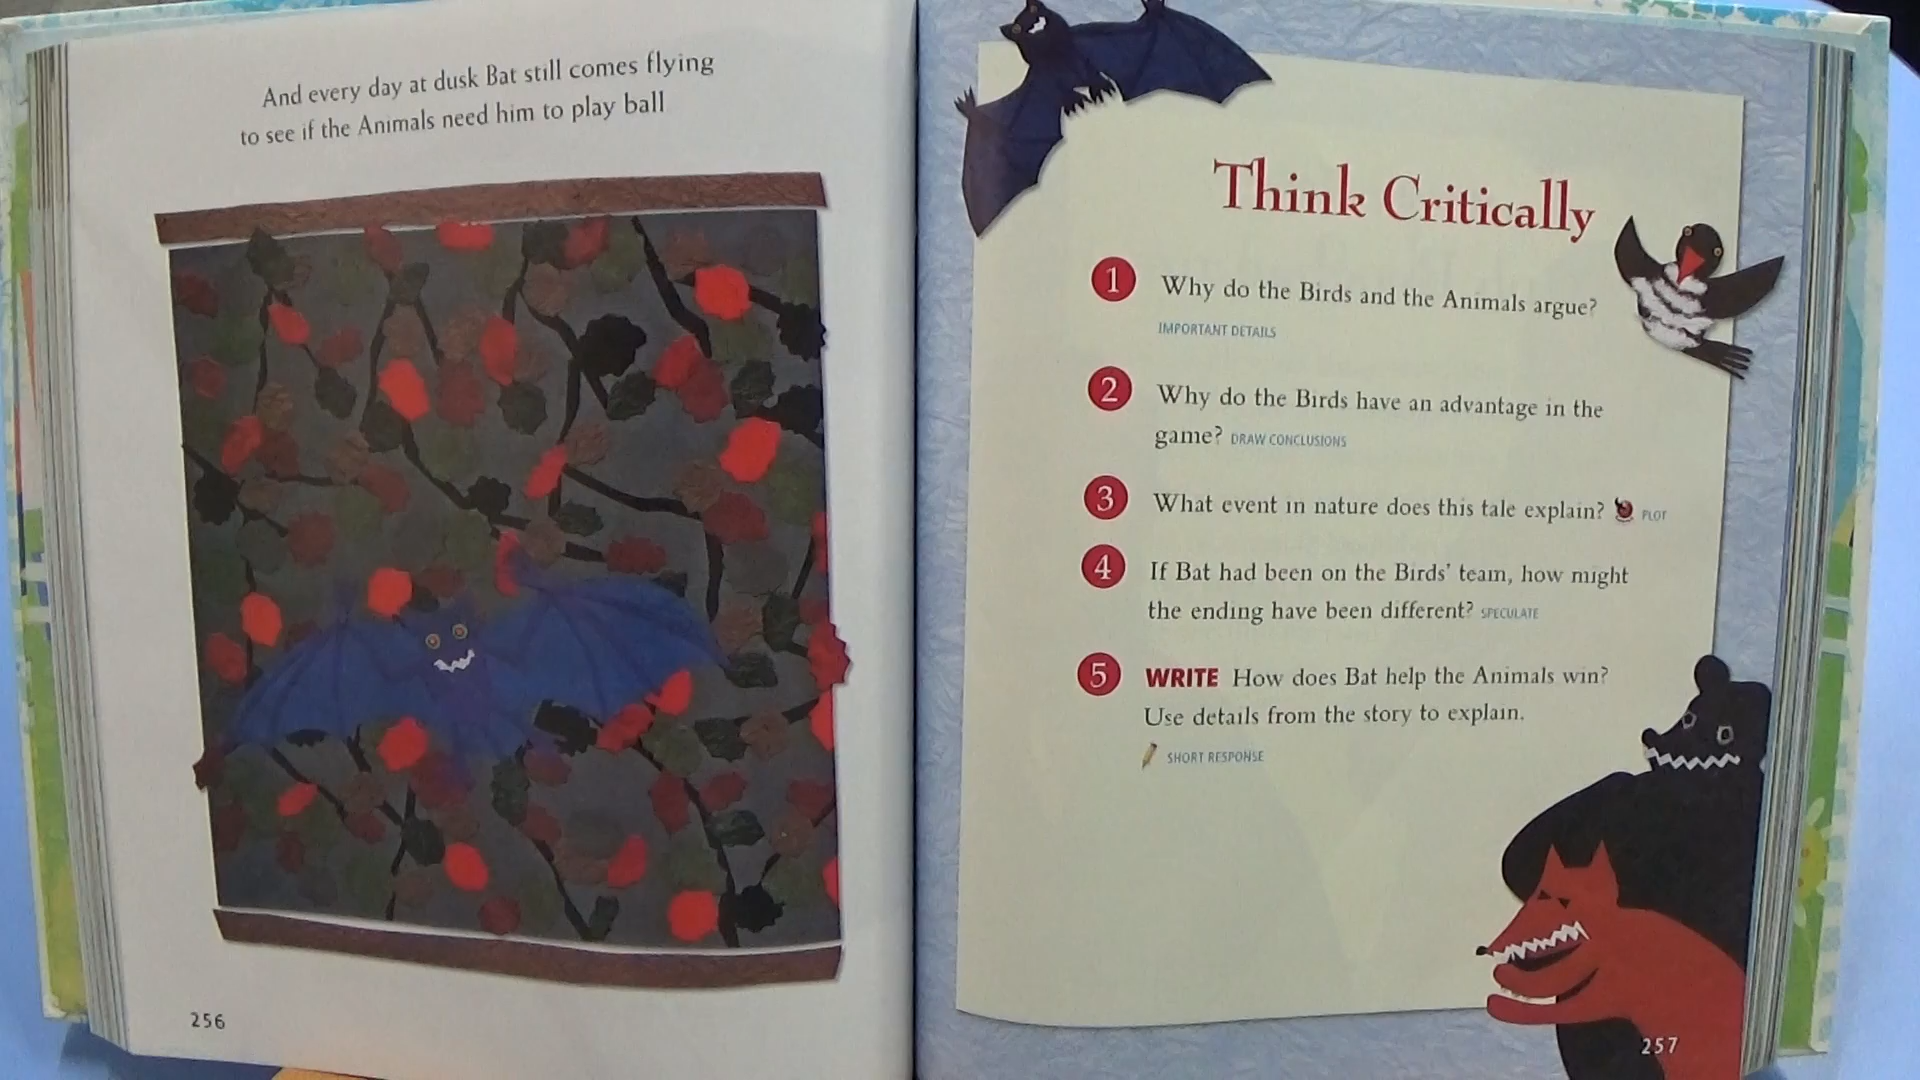 And every day at dusk Bat still comes flying
to see if the Animals need him to play ball
256
Think Critically
1 Why do the Birds and the Animals argue?
IMPORTANT DETAILS
2 Why do the Birds have an advantage in the
game? DRAW CONCLUSIONS
3 What event in nature does this tale explain? PLOT
4 If Bat had been on the Birds' team, how might
the ending have been different? SPECULATE
5 WRITE How does Bat help the Animals win?
Use details from the story to explain.
SHORT RESPONSE
257